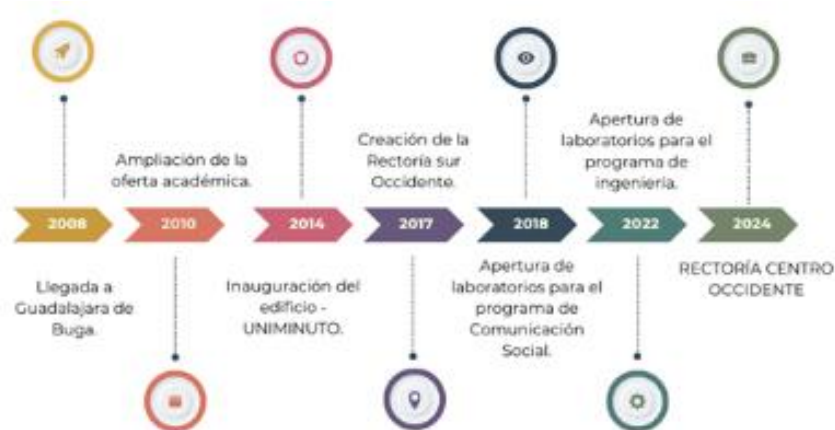 Ampliación de la
oferta académica.
Creación de la
Rectoría sur
Occidente.
Apertura de
laboratorios para el
programa de
ingeniería.
2008
2010
2014
2017
2018
2022
2024
Llegada a
Guadalajara de
Buga.
Inauguración del
edificio -
UNIMINUTO.
Apertura de
laboratorios para el
programa de
Comunicación
Social.
RECTORÍA CENTRO
OCCIDENTE